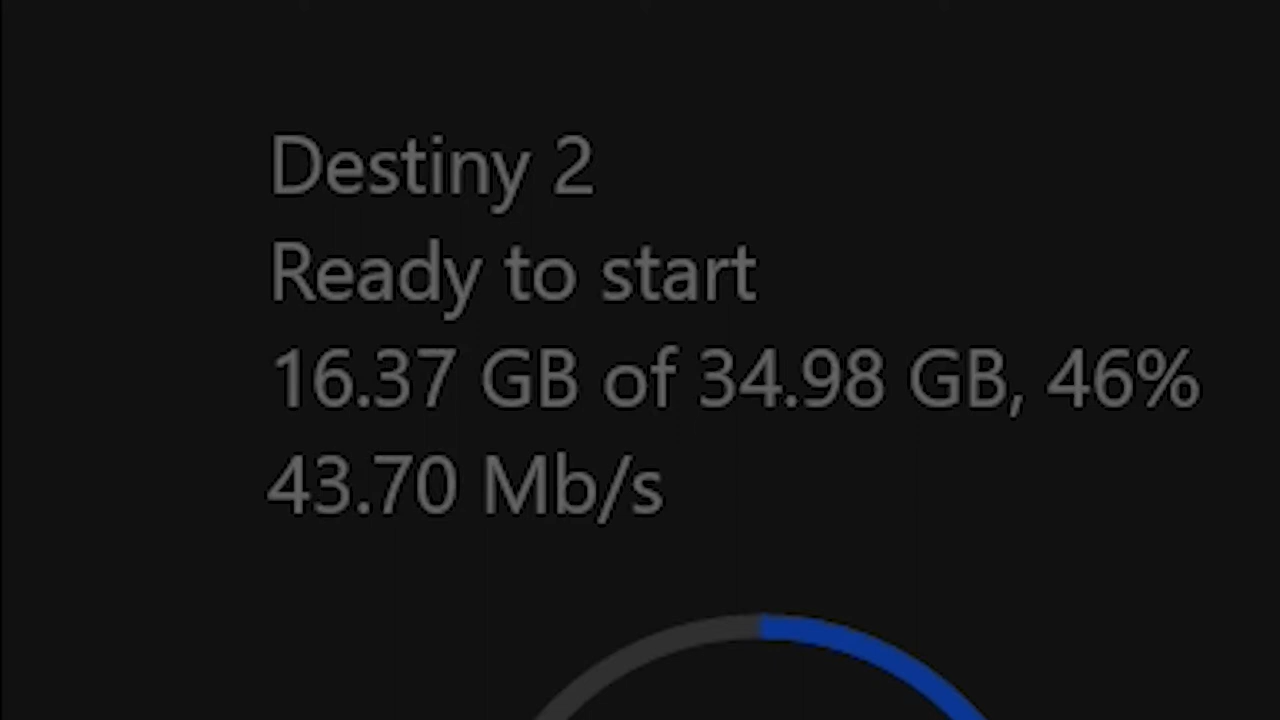 Destiny 2
Ready to start
16.37 GB of 34.98 GB, 46%
43.70 Mb/s